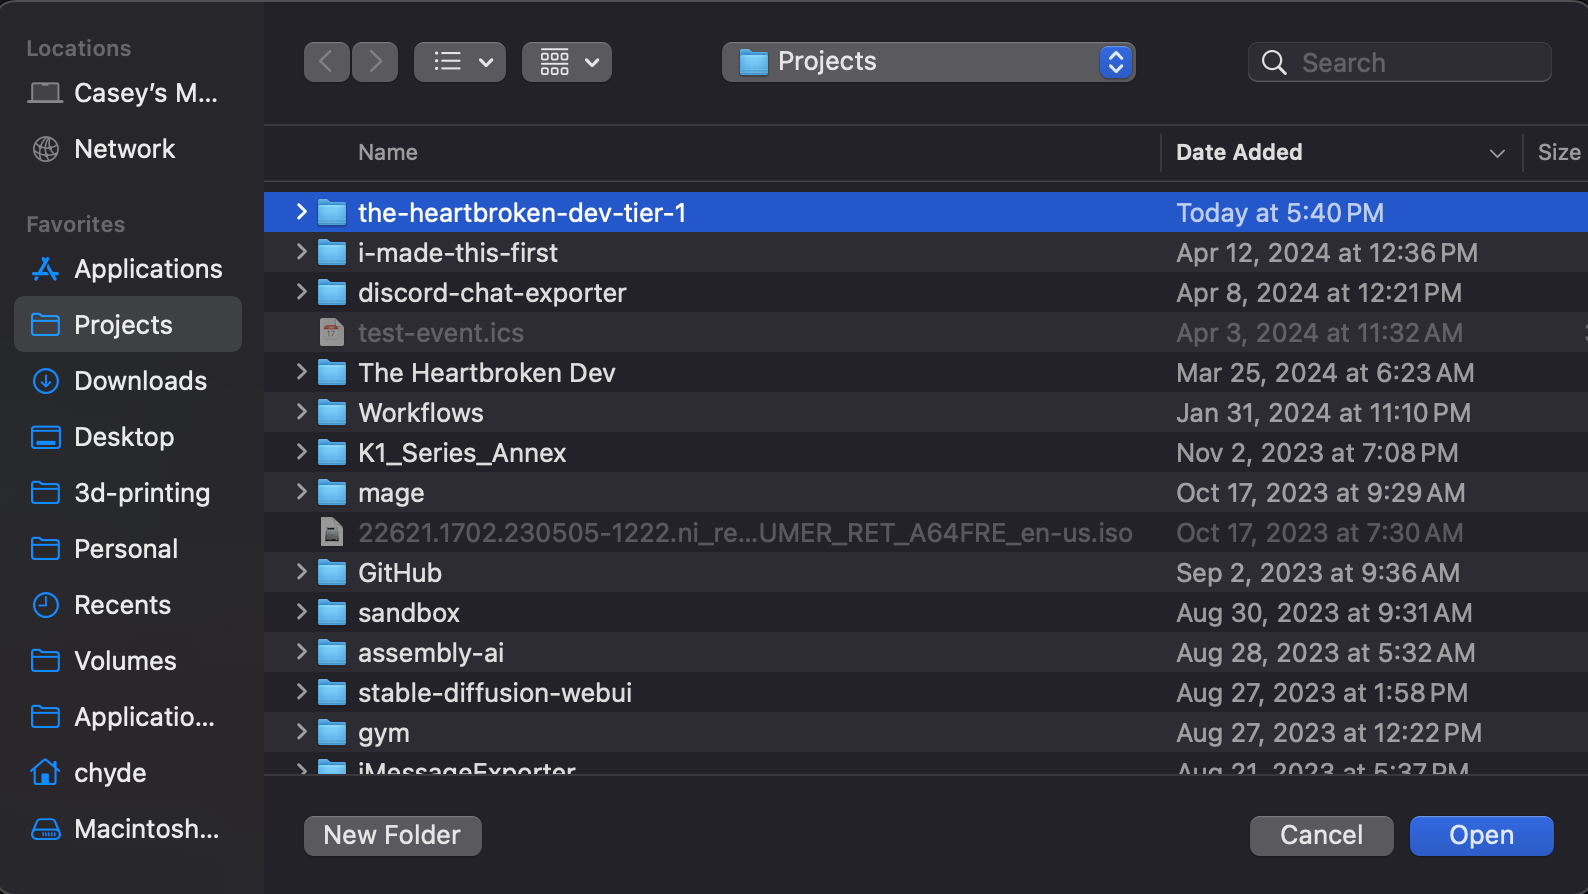 Locations
Casey's M...
Network
Favorites
Applications
Projects
Downloads
Desktop
3d-printing
Personal
Recents
Volumes
Applicatio...
chyde
Macintosh...
Projects
Search
Name Date Added Size
the-heartbroken-dev-tier-1 Today at 5:40 PM
i-made-this-first Apr 12, 2024 at 12:36 PM
discord-chat-exporter Apr 8, 2024 at 12:21 PM
test-event.ics Apr 3, 2024 at 11:32 AM
The Heartbroken Dev Mar 25, 2024 at 6:23 AM
Workflows Jan 31, 2024 at 11:10 PM
K1_Series_Annex Nov 2, 2023 at 7:08 PM
mage Oct 17, 2023 at 9:29 AM
22621.1702.230505-1222.ni_re...UMER_RET_A64FRE_en-us.iso Oct 17, 2023 at 7:30 AM
GitHub Sep 2, 2023 at 9:36 AM
sandbox Aug 30, 2023 at 9:31 AM
assembly-ai Aug 28, 2023 at 5:32 AM
stable-diffusion-webui Aug 27, 2023 at 1:58 PM
gym Aug 27, 2023 at 12:22 PM
iMessageExporter Aug 21, 2023 at 5:37 PM
New Folder
Cancel
Open